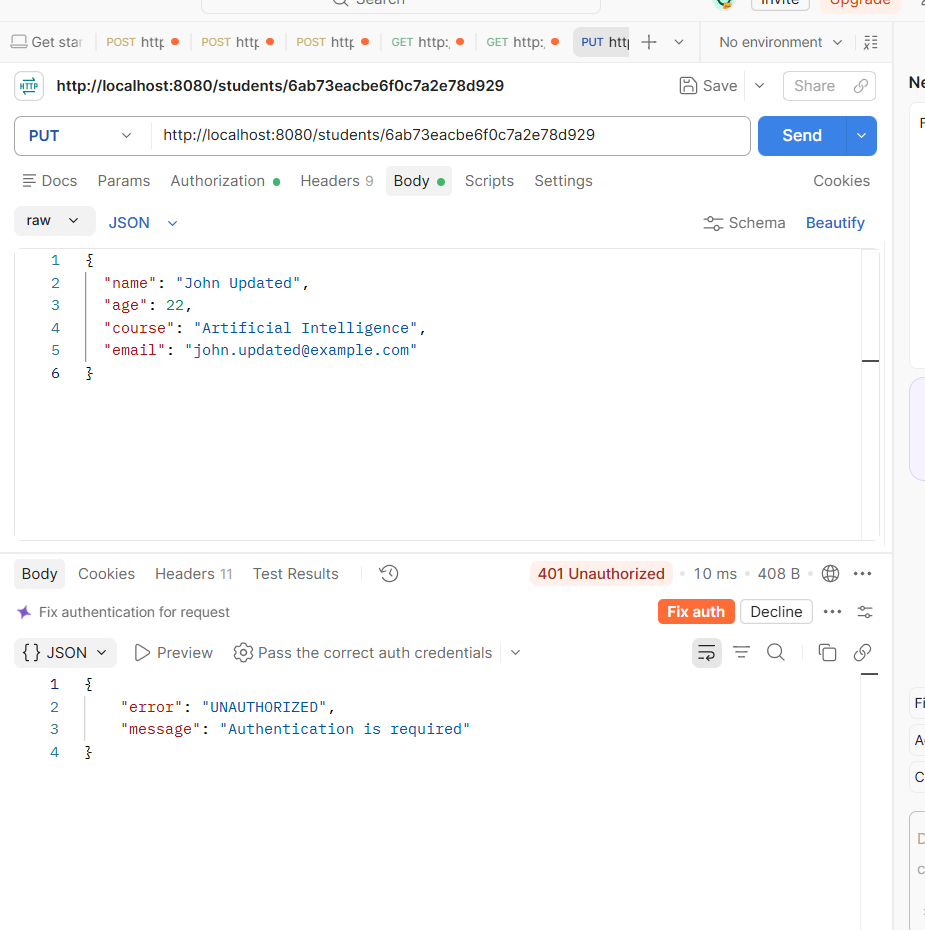 Search
Invite
Upgrade
Get star
POST http
POST http
POST http
GET http:
GET http:
PUT http
No environment
HTTP
http://localhost:8080/students/6ab73eacbe6f0c7a2e78d929
Save
Share
Ne
PUT
http://localhost:8080/students/6ab73eacbe6f0c7a2e78d929
Send
Docs
Params
Authorization
Headers 9
Body
Scripts
Settings
Cookies
raw
JSON
Schema
Beautify
1 {
2 "name": "John Updated",
3 "age": 22,
4 "course": "Artificial Intelligence",
5 "email": "john.updated@example.com"
6 }
Body
Cookies
Headers 11
Test Results
401 Unauthorized
10 ms
408 B
Fix authentication for request
Fix auth
Decline
{} JSON
Preview
Pass the correct auth credentials
1 {
2 "error": "UNAUTHORIZED",
3 "message": "Authentication is required"
4 }
Fi
A
C